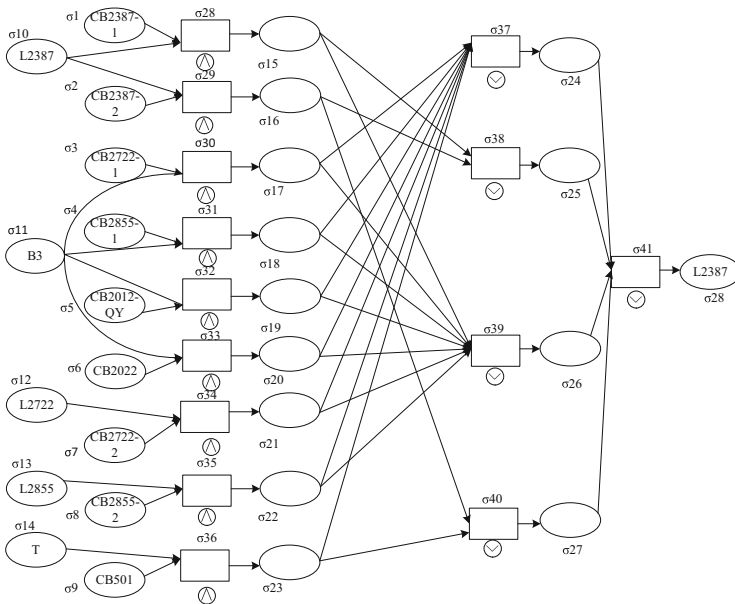 σ1
CB2387-
1
σ28
σ10
L2387
σ15
σ29
σ2
CB2387-
2
σ16
σ3
CB2722-
1
σ30
σ17
σ4
σ31
σ11
CB2855-
1
B3
σ18
σ32
CB2012-
QY
σ5
σ19
σ33
σ6
CB2022
σ20
σ12
σ34
L2722
CB2722-
2
σ7
σ21
σ13
σ35
L2855
CB2855-
2
σ8
σ22
σ14
σ36
T
CB501
σ9
σ23
σ37
σ24
σ38
σ25
σ41
L2387
σ28
σ39
σ26
σ40
σ27